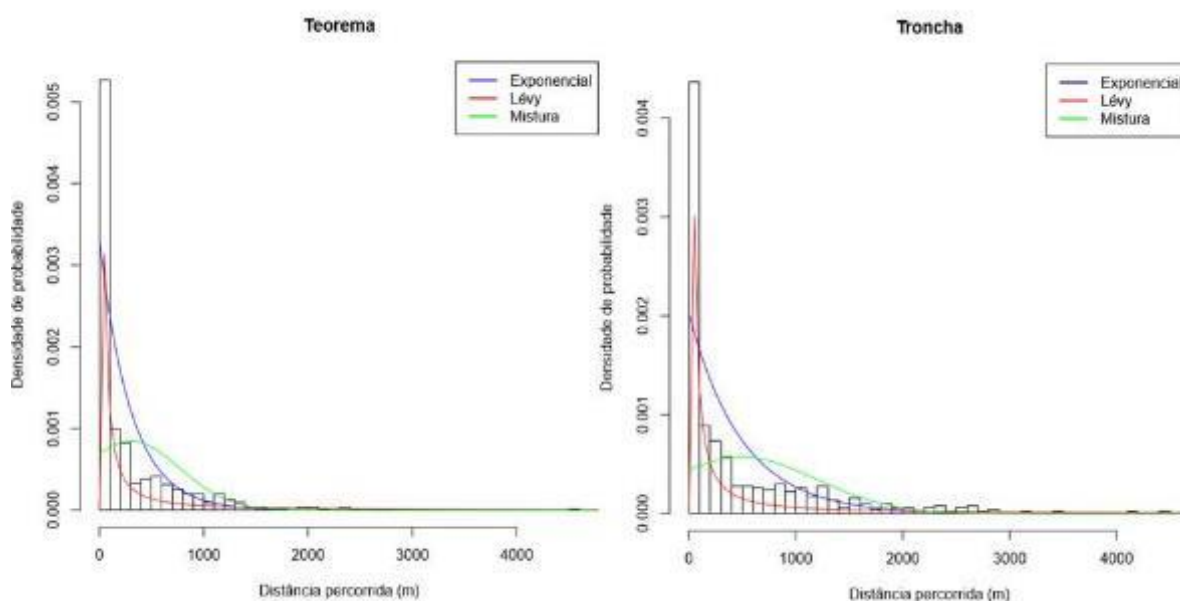 Teorema
Exponencial
Lévy
Mistura
Densidade de probabilidade
0.005
0.004
0.003
0.002
0.001
0.000
0
1000
2000
3000
4000
Distância percorrida (m)
Troncha
Exponencial
Lévy
Mistura
Densidade de probabilidade
0.004
0.003
0.002
0.001
0.000
0
1000
2000
3000
4000
Distância percorrida (m)